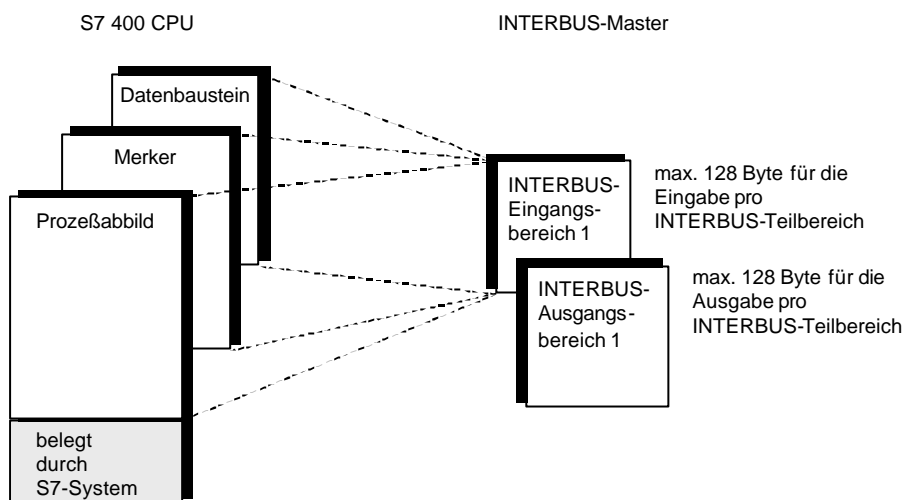 S7 400 CPU
INTERBUS-Master
Datenbaustein
Merker
Prozeßabbild
INTERBUS-
Eingangs-
bereich 1
max. 128 Byte für die
Eingabe pro
INTERBUS-Teilbereich
INTERBUS-
Ausgangs-
bereich 1
max. 128 Byte für die
Ausgabe pro
INTERBUS-Teilbereich
belegt
durch
S7-System